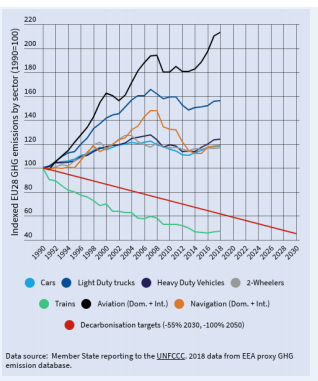 Indexed EU28 GHG emissions by sector (1990=100)
220
200
180
160
140
120
100
80
60
40
1990 1992 1994 1996 1998 2000 2002 2004 2006 2008 2010 2012 2014 2016 2018 2020 2022 2024 2026 2028 2030
Cars Light Duty trucks Heavy Duty Vehicles 2-Wheelers
Trains Aviation (Dom. + Int.) Navigation (Dom. + Int.)
Decarbonisation targets (-55% 2030, -100% 2050)
Data source: Member State reporting to the UNFCCC. 2018 data from EEA proxy GHG
emission database.